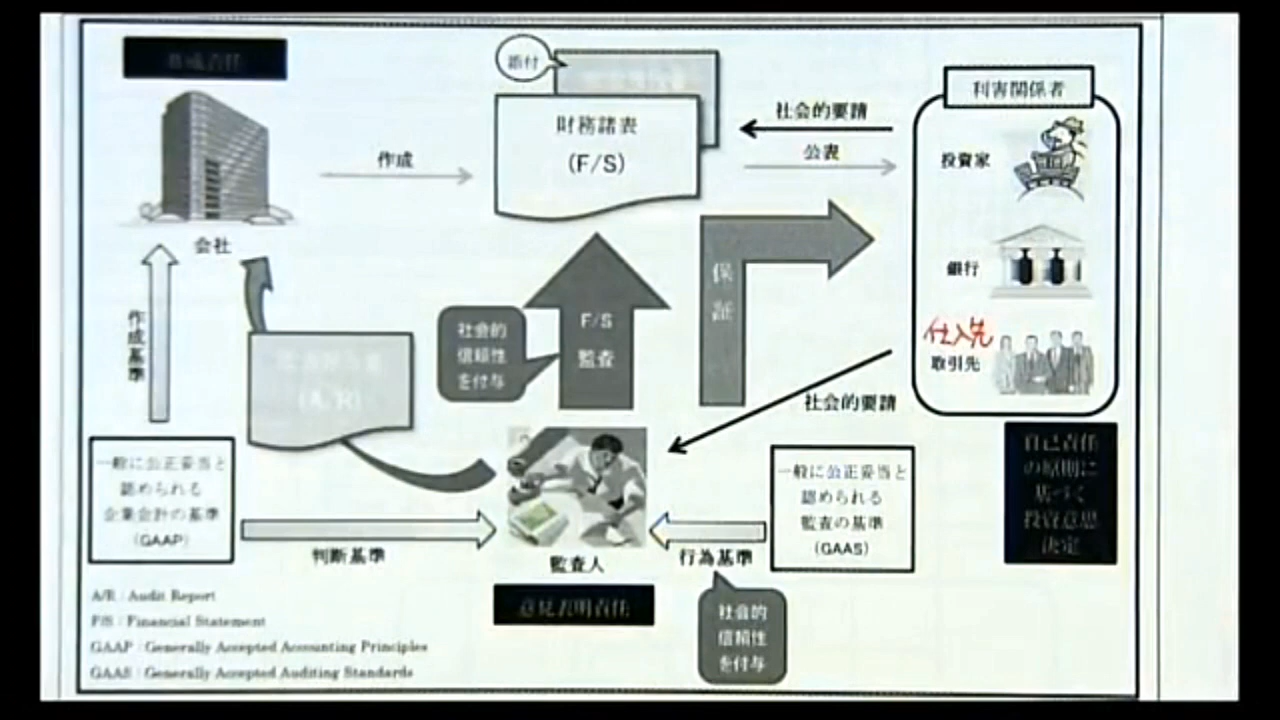 添付
財務諸表
(F/S)
作成
社会的要請
公表
利害関係者
投資家
銀行
仕入先
取引先
会社
作成基準
社会的
信頼性
を付与
F/S
監査
保証
社会的要請
一般に公正妥当と
認められる
企業会計の基準
(GAAP)
判断基準
監査人
意見表明責任
行為基準
一般に公正妥当と
認められる
監査の基準
(GAAS)
社会的
信頼性
を付与
自己責任
の原則に
基づく
投資意思
決定
A/R : Audit Report
F/S : Financial Statement
GAAP : Generally Accepted Accounting Principles
GAAS : Generally Accepted Auditing Standards